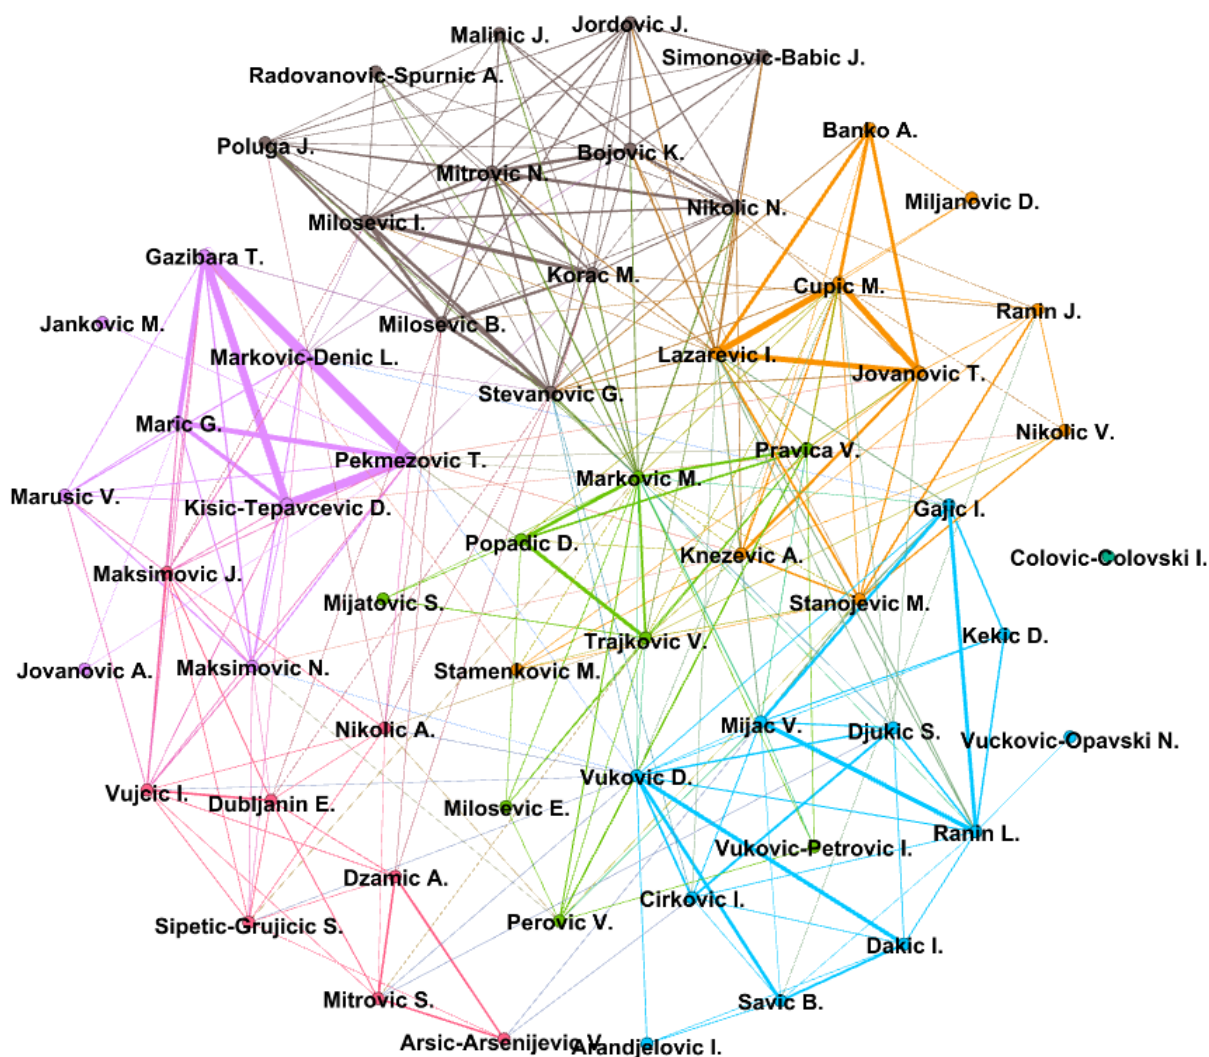 Jordovic J.
Malinic J.
Simonovic-Babic J.
Radovanovic-Spurnic A.
Banko A.
Poluga J.
Bojovic K.
Mitrovic N.
Miljanovic D.
Nikolic N.
Milosevic I.
Gazibara T.
Korac M.
Cupic M.
Jankovic M.
Milosevic B.
Ranin J.
Markovic-Denic L.
Lazarevic I.
Jovanovic T.
Stevanovic G.
Maric G.
Nikolic V.
Pravica V.
Pekmezovic T.
Markovic M.
Marusic V.
Kisic-Tepavcevic D.
Gajic I.
Popadic D.
Knezevic A.
Colovic-Colovski I.
Maksimovic J.
Mijatovic S.
Stanojevic M.
Kekic D.
Trajkovic V.
Jovanovic A.
Maksimovic N.
Stamenkovic M.
Nikolic A.
Mijac V.
Djukic S.
Vuckovic-Opavski N.
Vukovic D.
Vujcic I.
Dubljanin E.
Milosevic E.
Ranin L.
Vukovic-Petrovic I.
Dzamic A.
Cirkovic I.
Sipetic-Grujicic S.
Perovic V.
Dakic I.
Mitrovic S.
Savic B.
Arsic-Arsenijevic V.
Arandjelovic I.